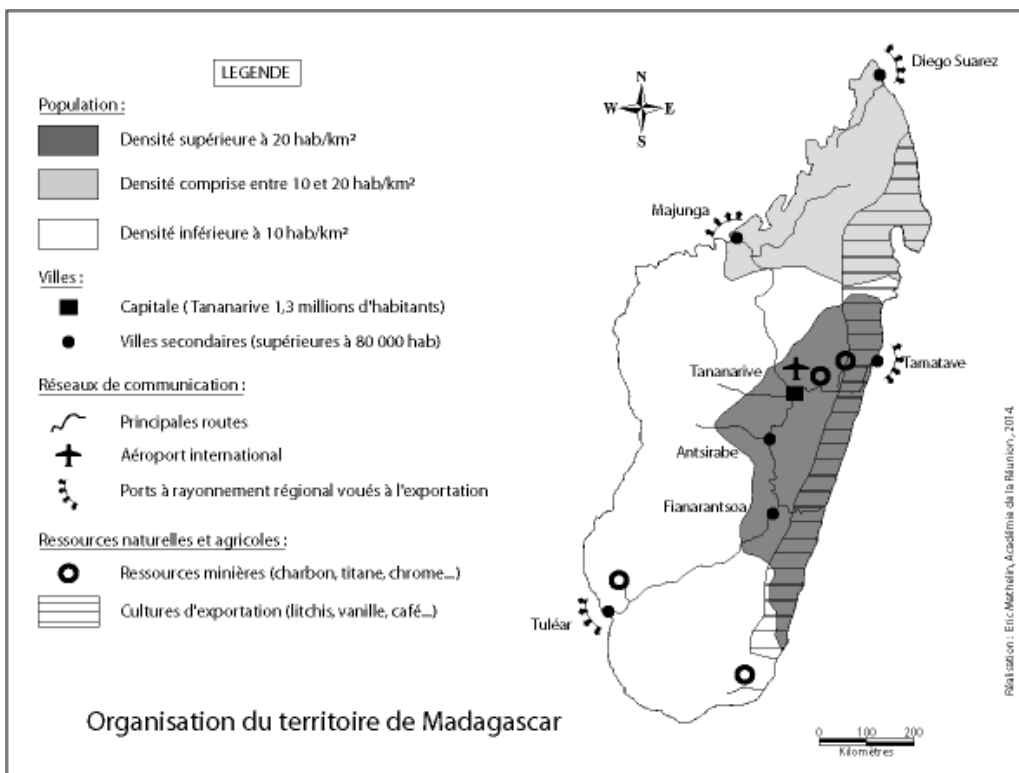 LEGENDE
Population :
Densité supérieure à 20 hab/km²
Densité comprise entre 10 et 20 hab/km²
Densité inférieure à 10 hab/km²
Villes :
Capitale ( Tananarive 1,3 millions d'habitants)
Villes secondaires (supérieures à 80 000 hab)
Réseaux de communication :
Principales routes
Aéroport international
Ports à rayonnement régional voués à l'exportation
Ressources naturelles et agricoles :
Ressources minières (charbon, titane, chrome...)
Cultures d'exportation (litchis, vanille, café...)
Organisation du territoire de Madagascar
N
W E
S
Diego Suarez
Majunga
Tananarive
Tamatave
Antsirabe
Fianarantsoa
Tuléar
0 100 200
Kilomètres
Réalisation : Eric Mathelin, Académie de la Réunion, 2014.